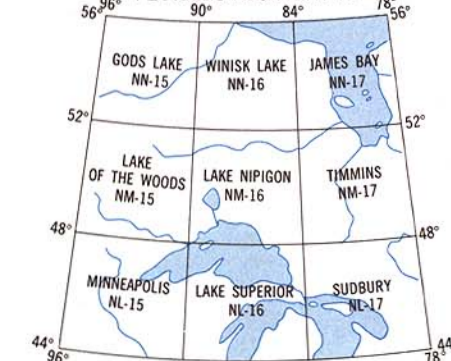 56° 96° 90° 84° 78° 56°
GODS LAKE
NN-15
WINISK LAKE
NN-16
JAMES BAY
NN-17
52° 52°
LAKE
OF THE WOODS
NM-15
LAKE NIPIGON
NM-16
TIMMINS
NM-17
48° 48°
MINNEAPOLIS
NL-15
LAKE SUPERIOR
NL-16
SUDBURY
NL-17
44° 96° 78° 44